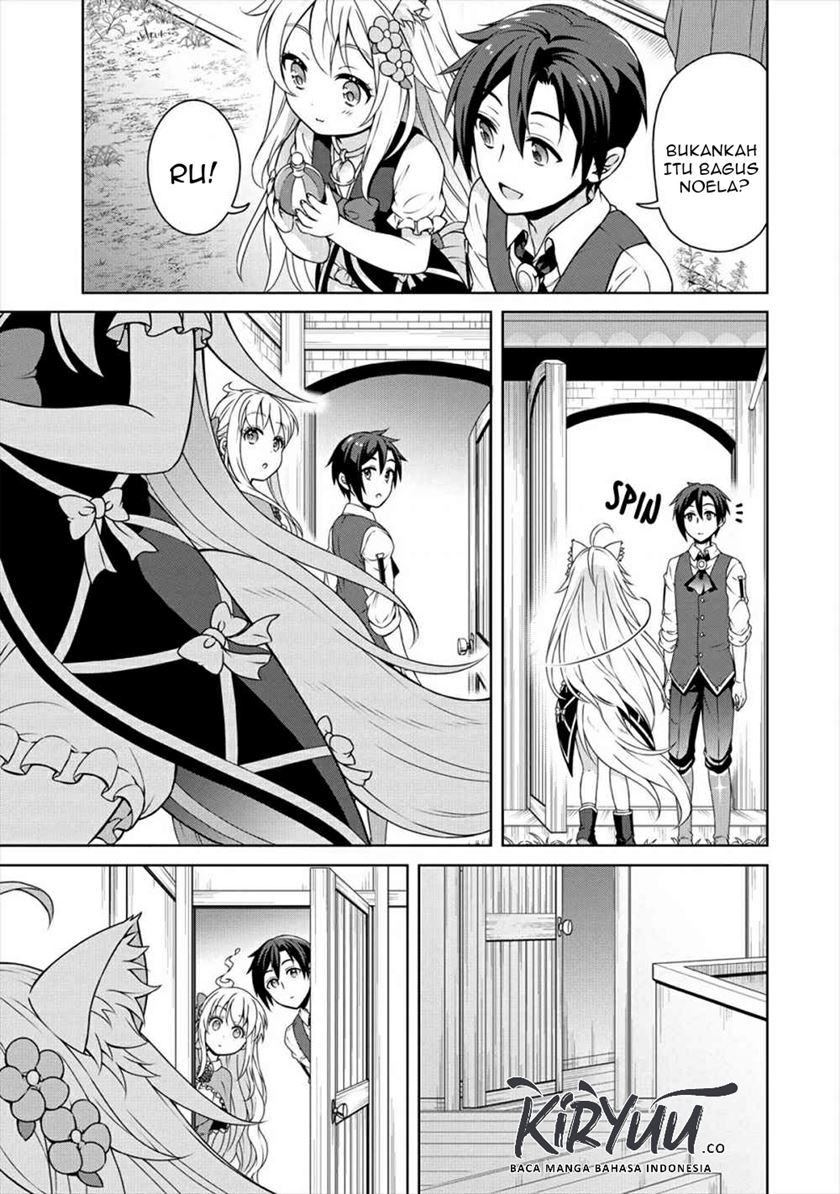 BUKANKAH
ITU BAGUS
NOELA?
RU!
SPIN
KIRYUU.CO
BACA MANGA BAHASA INDONESIA